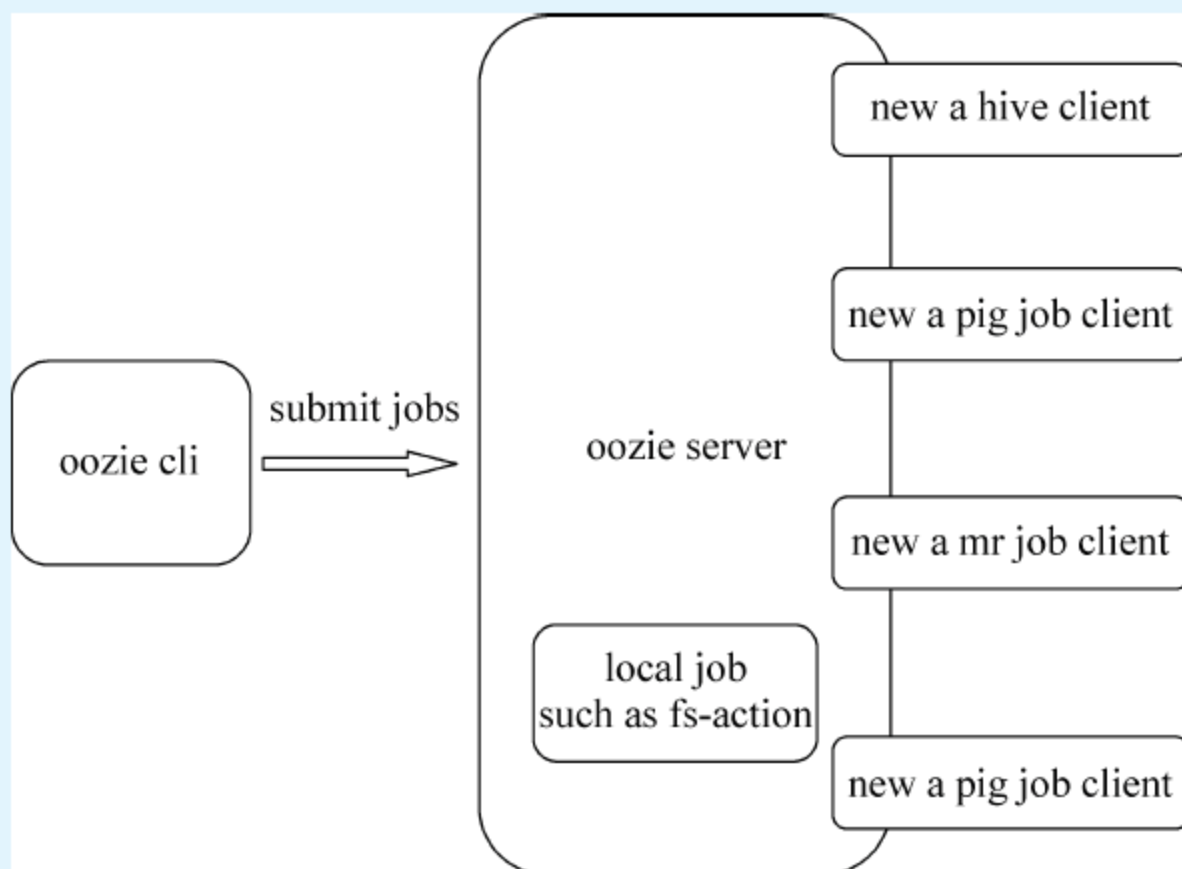 new a hive client
new a pig job client
submit jobs
oozie cli
oozie server
new a mr job client
local job
such as fs-action
new a pig job client